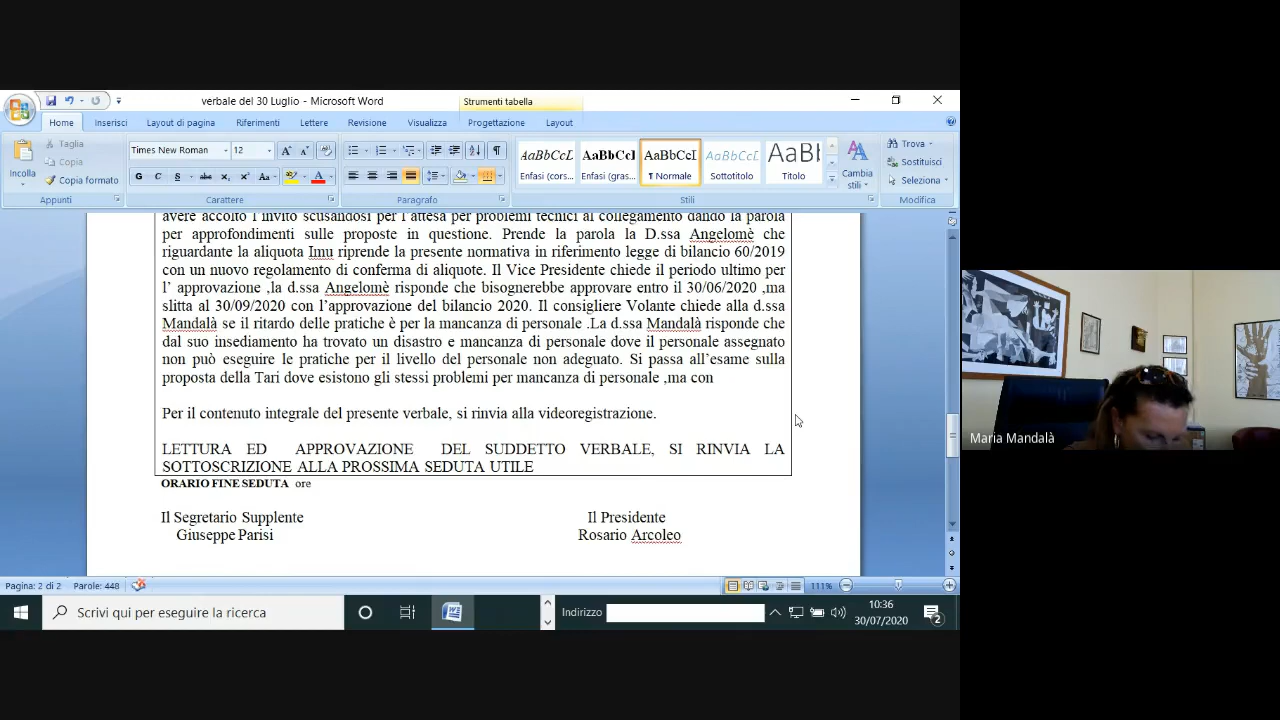 verbale del 30 Luglio - Microsoft Word
Strumenti tabella
Home Inserisci Layout di pagina Riferimenti Lettere Revisione Visualizza Progettazione Layout
Incolla
Taglia
Copia
Copia formato
Appunti
Times New Roman 12
G C S abc x₂ x² Aa
Carattere
Paragrafo
AaBbCcL AaBbCcI AaBbCcI AaBbCcL AaBb
Enfasi (cors... Enfasi (gras... ¶ Normale Sottotitolo Titolo
Cambia stili
Stili
Trova
Sostituisci
Seleziona
Modifica
avere accolto l'invito scusandosi per l'attesa per problemi tecnici al collegamento dando la parola
per approfondimenti sulle proposte in questione. Prende la parola la D.ssa Angelomè che
riguardante la aliquota Imu riprende la presente normativa in riferimento legge di bilancio 60/2019
con un nuovo regolamento di conferma di aliquote. Il Vice Presidente chiede il periodo ultimo per
l' approvazione ,la d.ssa Angelomè risponde che bisognerebbe approvare entro il 30/06/2020 ,ma
slitta al 30/09/2020 con l'approvazione del bilancio 2020. Il consigliere Volante chiede alla d.ssa
Mandalà se il ritardo delle pratiche è per la mancanza di personale .La d.ssa Mandalà risponde che
dal suo insediamento ha trovato un disastro e mancanza di personale dove il personale assegnato
non può eseguire le pratiche per il livello del personale non adeguato. Si passa all'esame sulla
proposta della Tari dove esistono gli stessi problemi per mancanza di personale ,ma con
Per il contenuto integrale del presente verbale, si rinvia alla videoregistrazione.
LETTURA ED APPROVAZIONE DEL SUDDETTO VERBALE, SI RINVIA LA
SOTTOSCRIZIONE ALLA PROSSIMA SEDUTA UTILE
ORARIO FINE SEDUTA ore
Il Segretario Supplente Il Presidente
Giuseppe Parisi Rosario Arcoleo
Maria Mandalà
Pagina: 2 di 2 Parole: 448 111%
Scrivi qui per eseguire la ricerca
Indirizzo
10:36
30/07/2020
2